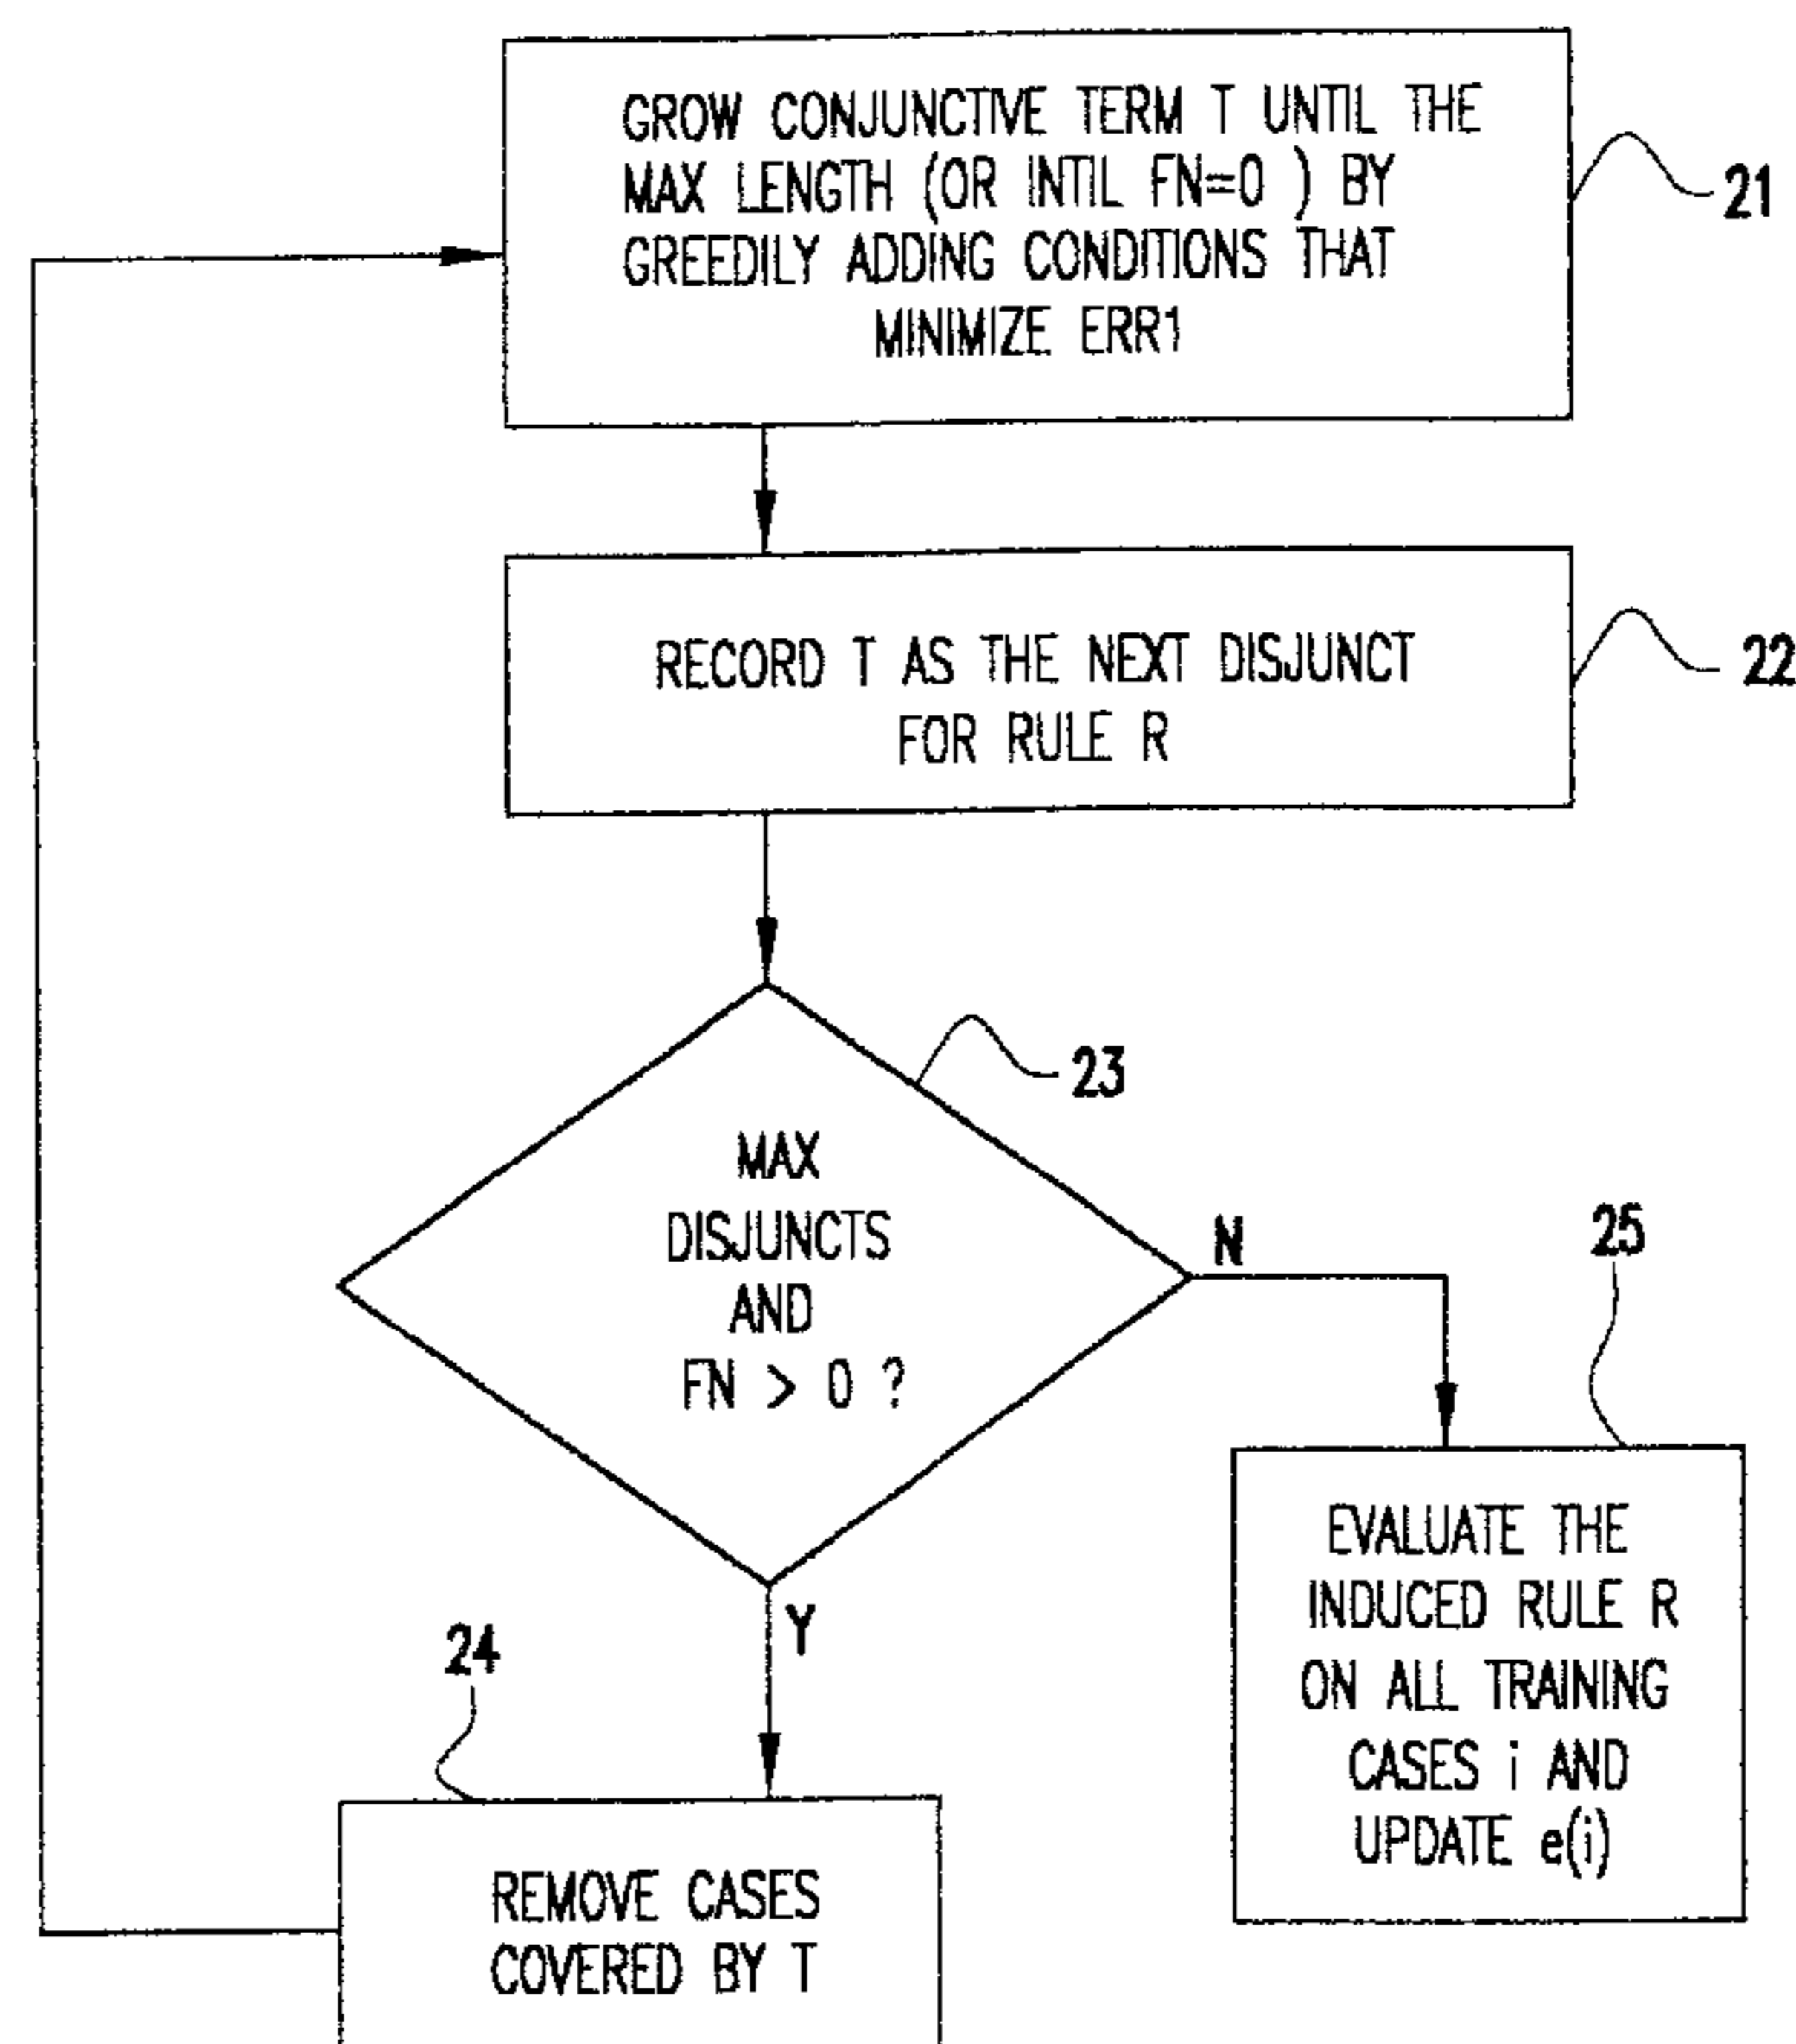 GROW CONJUNCTIVE TERM T UNTIL THE
MAX LENGTH (OR INTIL FN=0 ) BY
GREEDILY ADDING CONDITIONS THAT
MINIMIZE ERR1
21
RECORD T AS THE NEXT DISJUNCT
FOR RULE R
22
23
MAX
DISJUNCTS
AND
FN > 0 ?
N
Y
25
EVALUATE THE
INDUCED RULE R
ON ALL TRAINING
CASES i AND
UPDATE e(i)
24
REMOVE CASES
COVERED BY T